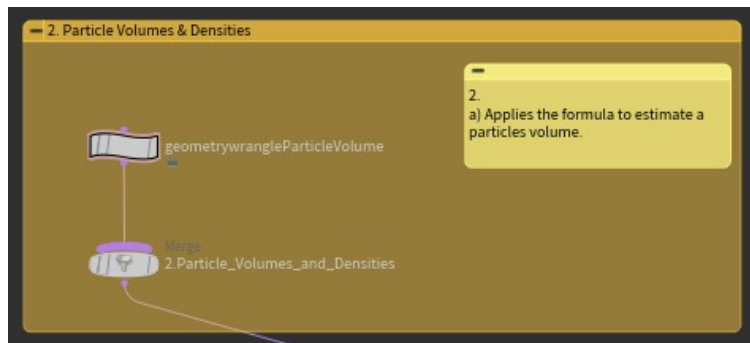 2. Particle Volumes & Densities
2.
a) Applies the formula to estimate a
particles volume.
geometrywrangleParticleVolume
Merge
2.Particle_Volumes_and_Densities